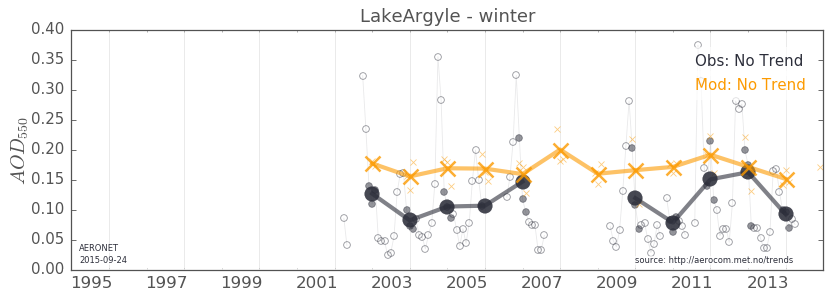 LakeArgyle - winter
0.40
0.35
0.30
0.25
0.20
0.15
0.10
0.05
0.00
AOD550
Obs: No Trend
Mod: No Trend
AERONET
2015-09-24
source: http://aerocom.met.no/trends
1995 1997 1999 2001 2003 2005 2007 2009 2011 2013